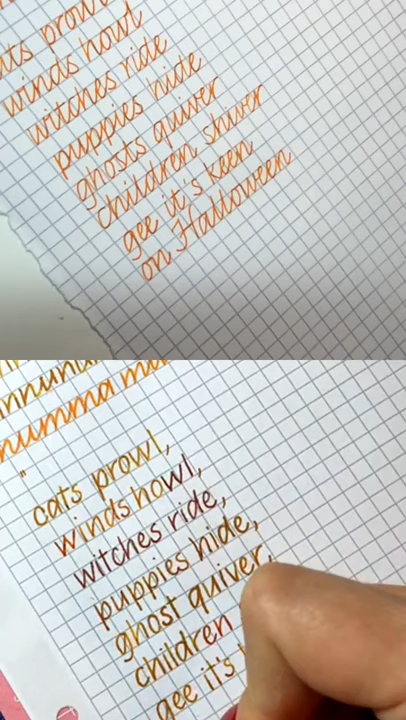 cats prowl
winds howl
witches ride
puppies hide
ghosts quiver
children shiver
gee it's keen
on Halloween
numma
"
cats prowl,
winds howl,
witches ride,
puppies hide,
ghost quiver,
children
gee it's